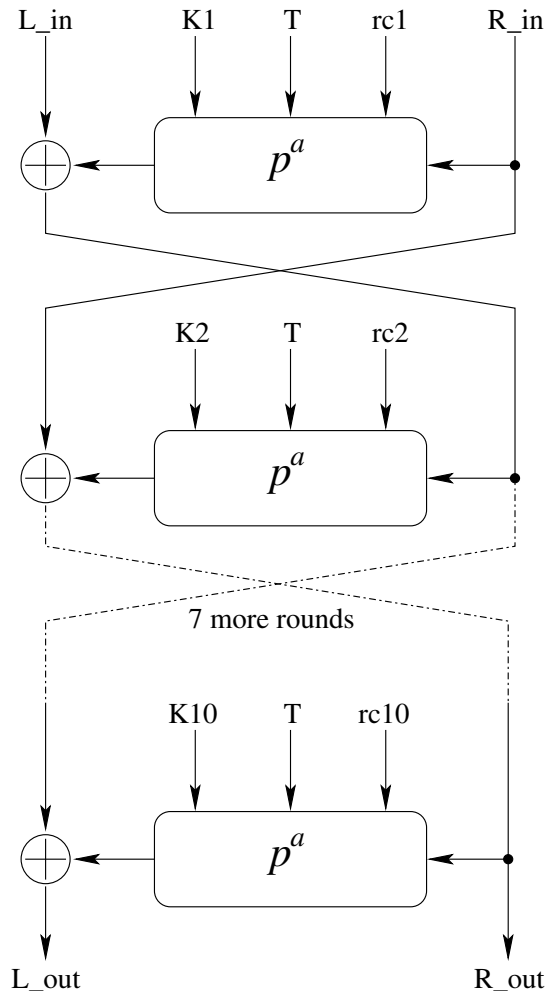 L_in K1 T rc1 R_in
p^a
K2 T rc2
p^a
7 more rounds
K10 T rc10
p^a
L_out R_out